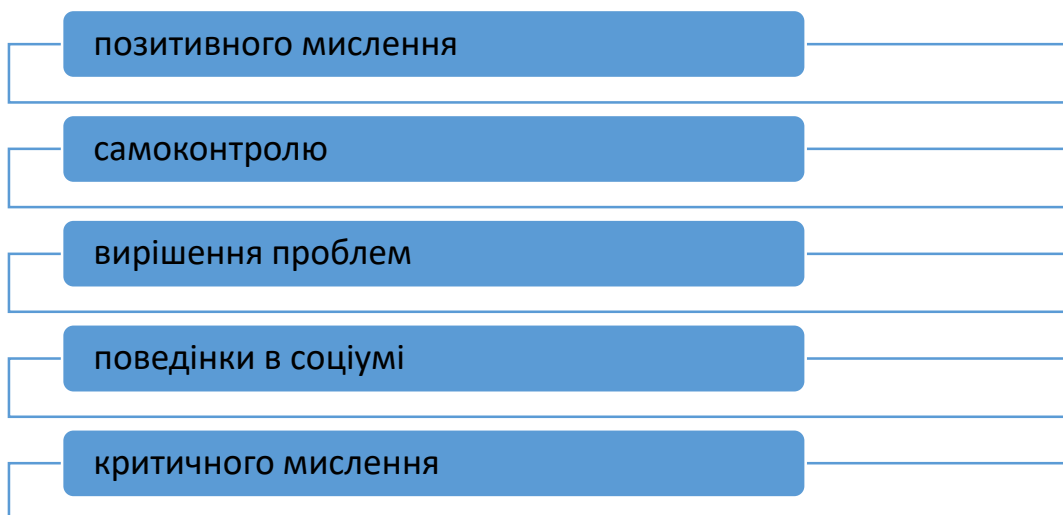 позитивного мислення
самоконтролю
вирішення проблем
поведінки в соціумі
критичного мислення